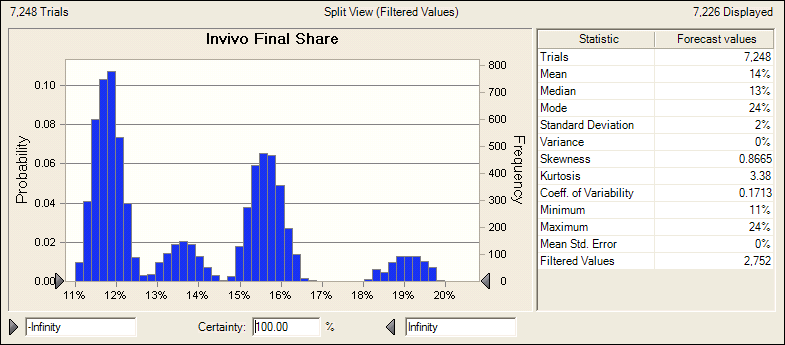 7,248 Trials Split View (Filtered Values) 7,226 Displayed
Invivo Final Share
Probability
0.10
0.08
0.06
0.04
0.02
0.00
Frequency
800
700
600
500
400
300
200
100
0
11% 12% 13% 14% 15% 16% 17% 18% 19% 20%
Statistic Forecast values
Trials 7,248
Mean 14%
Median 13%
Mode 24%
Standard Deviation 2%
Variance 0%
Skewness 0.8665
Kurtosis 3.38
Coeff. of Variability 0.1713
Minimum 11%
Maximum 24%
Mean Std. Error 0%
Filtered Values 2,752
-Infinity Certainty: 100.00 % Infinity